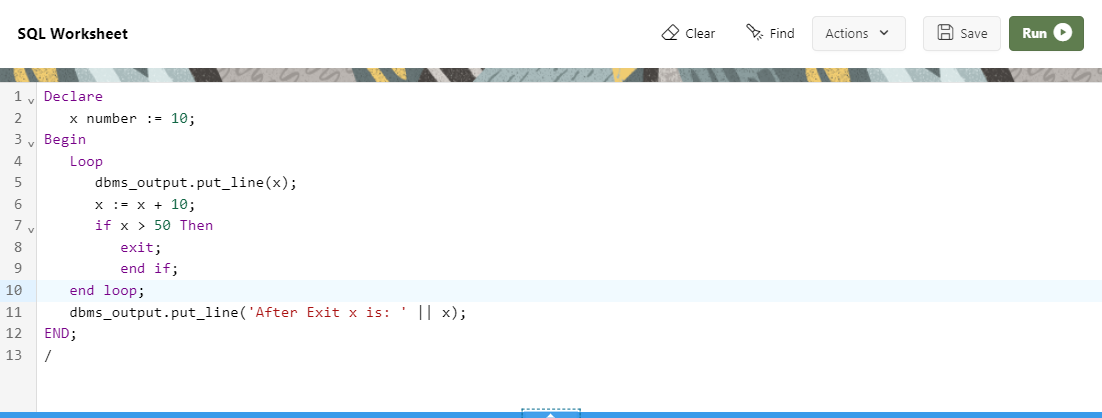 SQL Worksheet
Clear
Find
Actions
Save
Run
1 Declare
2    x number := 10;
3 Begin
4    Loop
5       dbms_output.put_line(x);
6       x := x + 10;
7       if x > 50 Then
8          exit;
9          end if;
10    end loop;
11    dbms_output.put_line('After Exit x is: ' || x);
12 END;
13 /